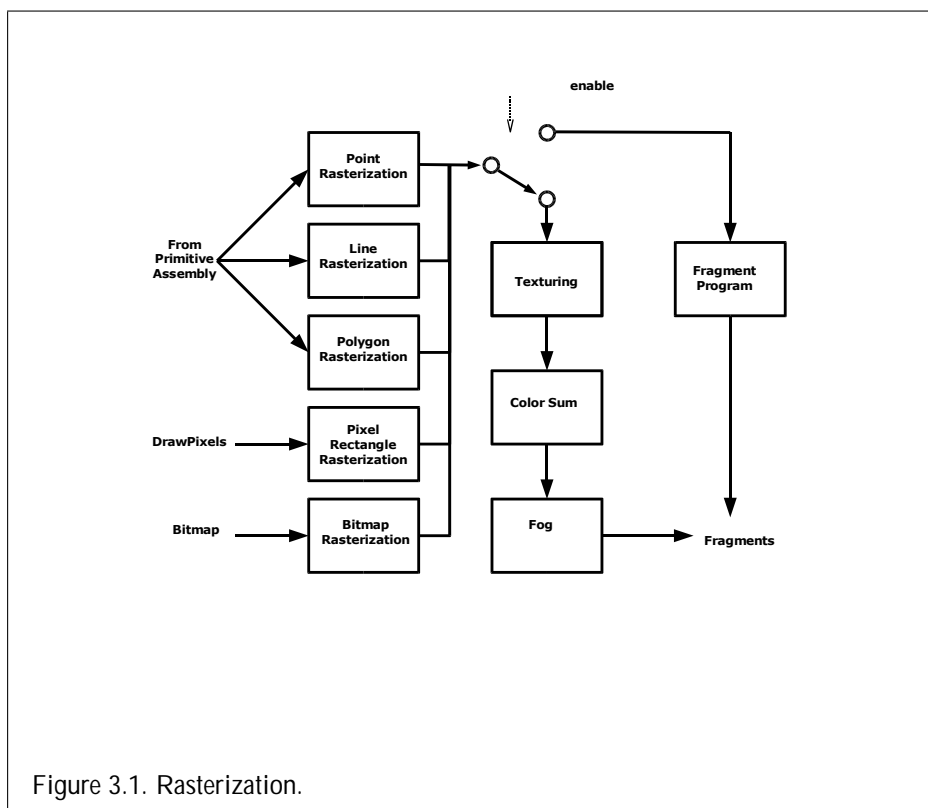 enable
Point
Rasterization
From
Primitive
Assembly
Line
Rasterization
Polygon
Rasterization
DrawPixels
Pixel
Rectangle
Rasterization
Bitmap
Bitmap
Rasterization
Texturing
Color Sum
Fog
Fragment
Program
Fragments
Figure 3.1. Rasterization.